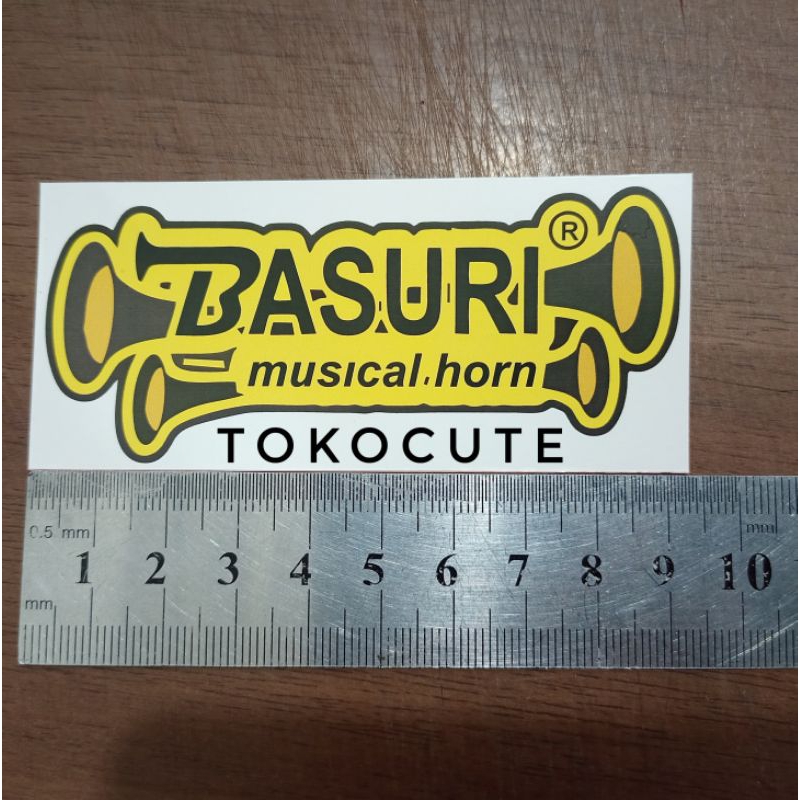 BASURI®
musical horn
TOKOCUTE
0.5 mm
mm
1 2 3 4 5 6 7 8 9 10
mm